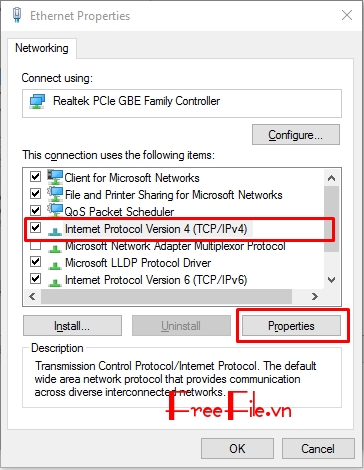 Ethernet Properties
Networking
Connect using:
Realtek PCIe GBE Family Controller
Configure...
This connection uses the following items:
Client for Microsoft Networks
File and Printer Sharing for Microsoft Networks
QoS Packet Scheduler
Internet Protocol Version 4 (TCP/IPv4)
Microsoft Network Adapter Multiplexor Protocol
Microsoft LLDP Protocol Driver
Internet Protocol Version 6 (TCP/IPv6)
Install...
Uninstall
Properties
Description
Transmission Control Protocol/Internet Protocol. The default
wide area network protocol that provides communication
across diverse interconnected networks.
FreeFile.vn
OK
Cancel